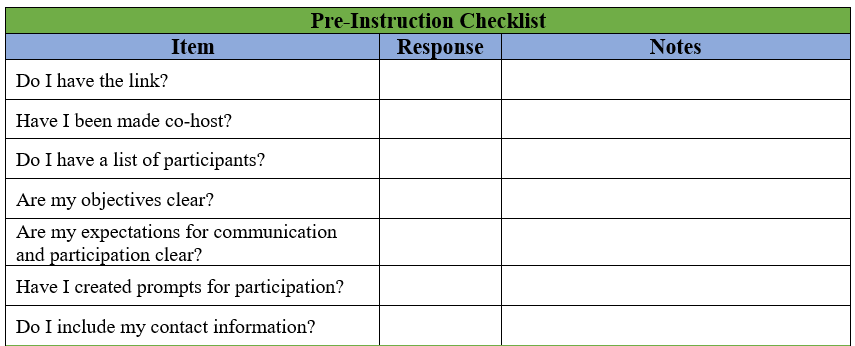 Pre-Instruction Checklist
Item Response Notes
Do I have the link?
Have I been made co-host?
Do I have a list of participants?
Are my objectives clear?
Are my expectations for communication
and participation clear?
Have I created prompts for participation?
Do I include my contact information?